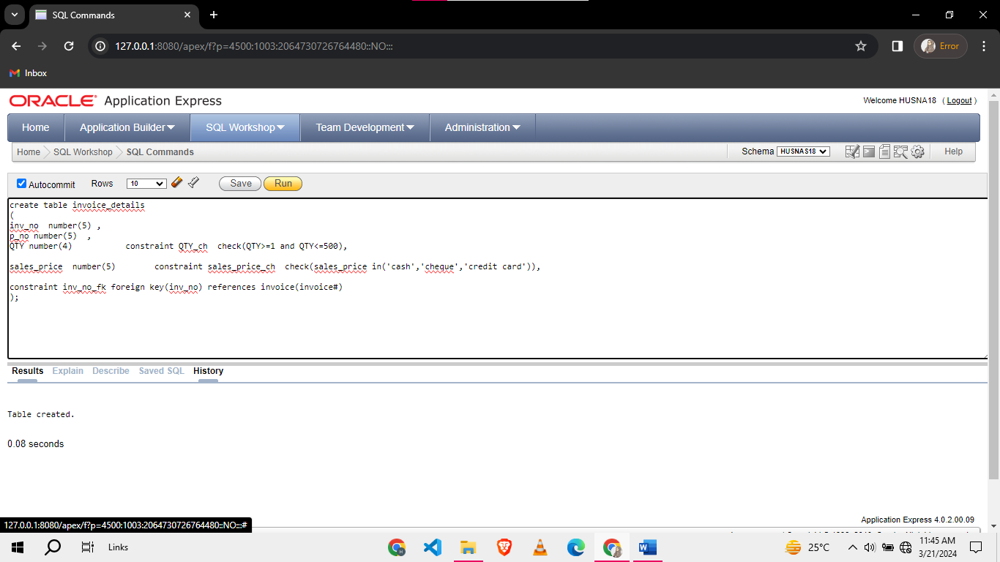 SQL Commands
127.0.0.1:8080/apex/f?p=4500:1003:2064730726764480::NO:::
Error
Inbox
ORACLE Application Express
Welcome HUSNA18 ( Logout )
Home Application Builder SQL Workshop Team Development Administration
Home SQL Workshop SQL Commands
Schema HUSNAS18 Help
Autocommit Rows 10 Save Run
create table invoice_details
(
inv_no number(5) ,
p_no number(5) ,
QTY number(4) constraint QTY_ch check(QTY>=1 and QTY<=500),
sales_price number(5) constraint sales_price_ch check(sales_price in('cash','cheque','credit card')),
constraint inv_no_fk foreign key(inv_no) references invoice(invoice#)
);
Results Explain Describe Saved SQL History
Table created.
0.08 seconds
Application Express 4.0.2.00.09
127.0.0.1:8080/apex/f?p=4500:1003:2064730726764480::NO:::#
Links
25°C
11:45 AM
3/21/2024